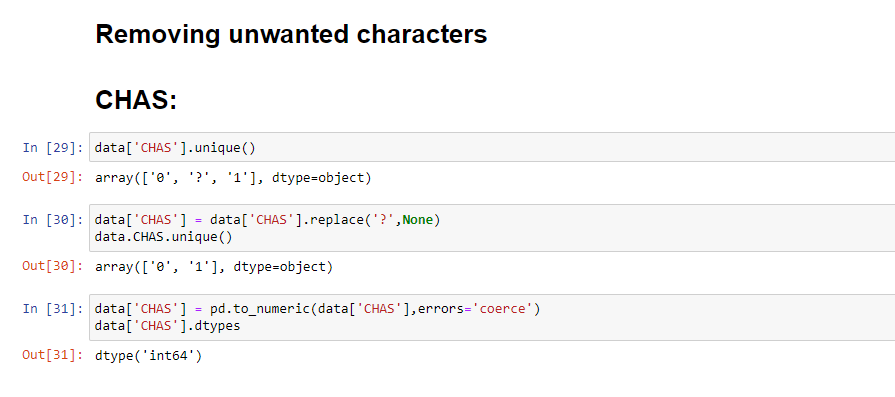 Removing unwanted characters
CHAS:
In [29]: data['CHAS'].unique()
Out[29]: array(['0', '?', '1'], dtype=object)
In [30]: data['CHAS'] = data['CHAS'].replace('?',None)
data.CHAS.unique()
Out[30]: array(['0', '1'], dtype=object)
In [31]: data['CHAS'] = pd.to_numeric(data['CHAS'],errors='coerce')
data['CHAS'].dtypes
Out[31]: dtype('int64')